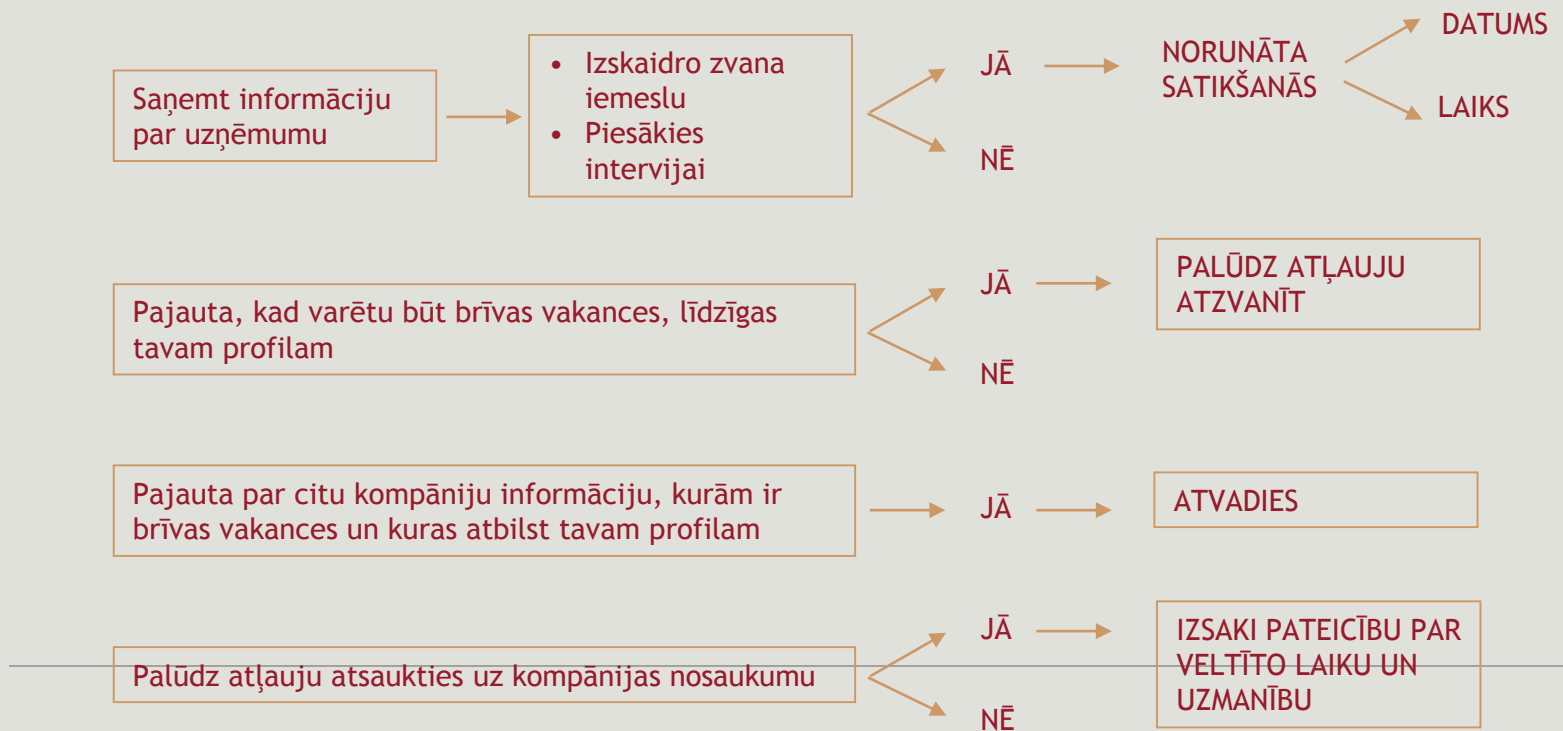 Saņemt informāciju
par uzņēmumu
• Izskaidro zvana
iemeslu
• Piesākies
intervijai
JĀ
NĒ
NORUNĀTA
SATIKŠANĀS
DATUMS
LAIKS
Pajauta, kad varētu būt brīvas vakances, līdzīgas
tavam profilam
JĀ
NĒ
PALŪDZ ATĻAUJU
ATZVANĪT
Pajauta par citu kompāniju informāciju, kurām ir
brīvas vakances un kuras atbilst tavam profilam
JĀ
ATVADIES
Palūdz atļauju atsaukties uz kompānijas nosaukumu
JĀ
NĒ
IZSAKI PATEICĪBU PAR
VELTĪTO LAIKU UN
UZMANĪBU